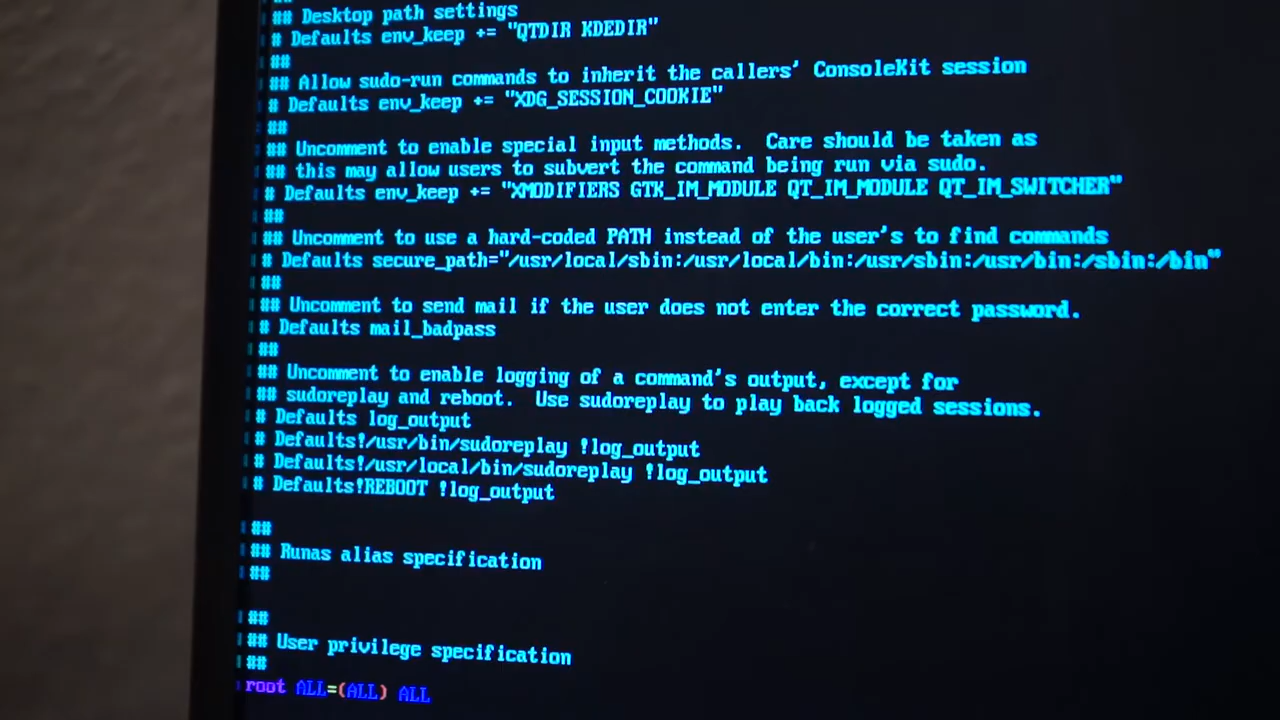 ## Desktop path settings
# Defaults env_keep += "QTDIR KDEDIR"
##
## Allow sudo-run commands to inherit the callers' ConsoleKit session
# Defaults env_keep += "XDG_SESSION_COOKIE"
##
## Uncomment to enable special input methods.  Care should be taken as
## this may allow users to subvert the command being run via sudo.
# Defaults env_keep += "XMODIFIERS GTK_IM_MODULE QT_IM_MODULE QT_IM_SWITCHER"
##
## Uncomment to use a hard-coded PATH instead of the user's to find commands
# Defaults secure_path="/usr/local/sbin:/usr/local/bin:/usr/sbin:/usr/bin:/sbin:/bin"
##
## Uncomment to send mail if the user does not enter the correct password.
# Defaults mail_badpass
##
## Uncomment to enable logging of a command's output, except for
## sudoreplay and reboot.  Use sudoreplay to play back logged sessions.
# Defaults log_output
# Defaults!/usr/bin/sudoreplay !log_output
# Defaults!/usr/local/bin/sudoreplay !log_output
# Defaults!REBOOT !log_output
##
## Runas alias specification
##
##
## User privilege specification
##
root ALL=(ALL) ALL